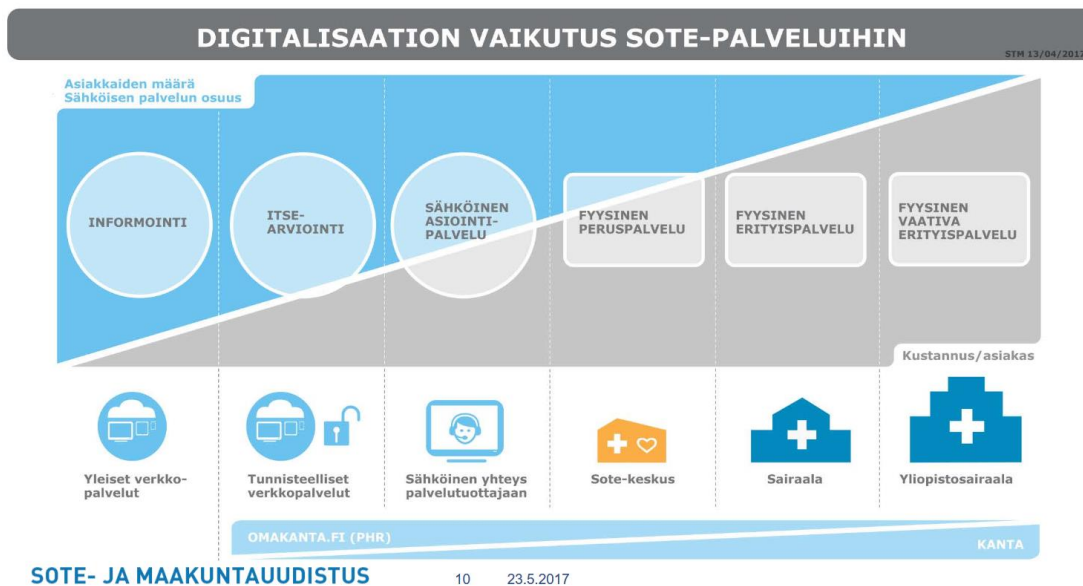 DIGITALISAATION VAIKUTUS SOTE-PALVELUIHIN
STM 13/04/2017
Asiakkaiden määrä
Sähköisen palvelun osuus
INFORMOINTI
ITSE-
ARVIOINTI
SÄHKÖINEN
ASIOINTI-
PALVELU
FYYSINEN
PERUSPALVELU
FYYSINEN
ERITYISPALVELU
FYYSINEN
VAATIVA
ERITYISPALVELU
Kustannus/asiakas
Yleiset verkko-
palvelut
Tunnisteelliset
verkkopalvelut
Sähköinen yhteys
palvelutuottajaan
Sote-keskus
Sairaala
Yliopistosairaala
OMAKANTA.FI (PHR)
KANTA
SOTE- JA MAAKUNTAUUDISTUS
10 23.5.2017